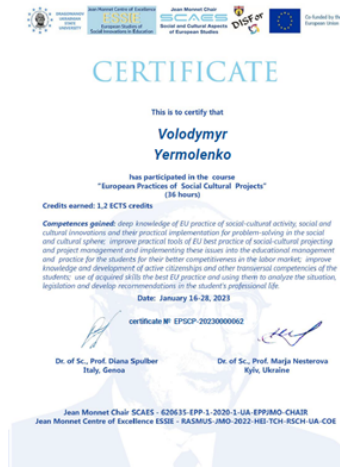 DRAGOMANOV
UKRAINIAN
STATE
UNIVERSITY
Jean Monnet Centre of Excellence
ESSIE
European Studies of
Social Innovations in Education
Jean Monnet Chair
SCAES
Social and Cultural Aspects
of European Studies
DISFor
Co-funded by the
European Union
CERTIFICATE
This is to certify that
Volodymyr
Yermolenko
has participated in the course
"European Practices of Social Cultural Projects"
(36 hours)
Credits earned: 1,2 ECTS credits
Competences gained: deep knowledge of EU practice of social-cultural activity, social and
cultural innovations and their practical implementation for problem-solving in the social
and cultural sphere; improve practical tools of EU best practice of social-cultural projecting
and project management and implementing these issues into the educational management
and practice for the students for their better competitiveness in the labor market; improve
knowledge and development of active citizenships and other transversal competencies of the
students; use of acquired skills the best EU practice and using them to analyze the situation,
legislation and develop recommendations in the student's professional life.
Date: January 16-28, 2023
certificate № EPSCP-20230000062
Dr. of Sc., Prof. Diana Spulber
Italy, Genoa
Dr. of Sc., Prof. Marja Nesterova
Kyiv, Ukraine
Jean Monnet Chair SCAES - 620635-EPP-1-2020-1-UA-EPPJMO-CHAIR
Jean Monnet Centre of Excellence ESSIE - RASMUS-JMO-2022-HEI-TCH-RSCH-UA-COE